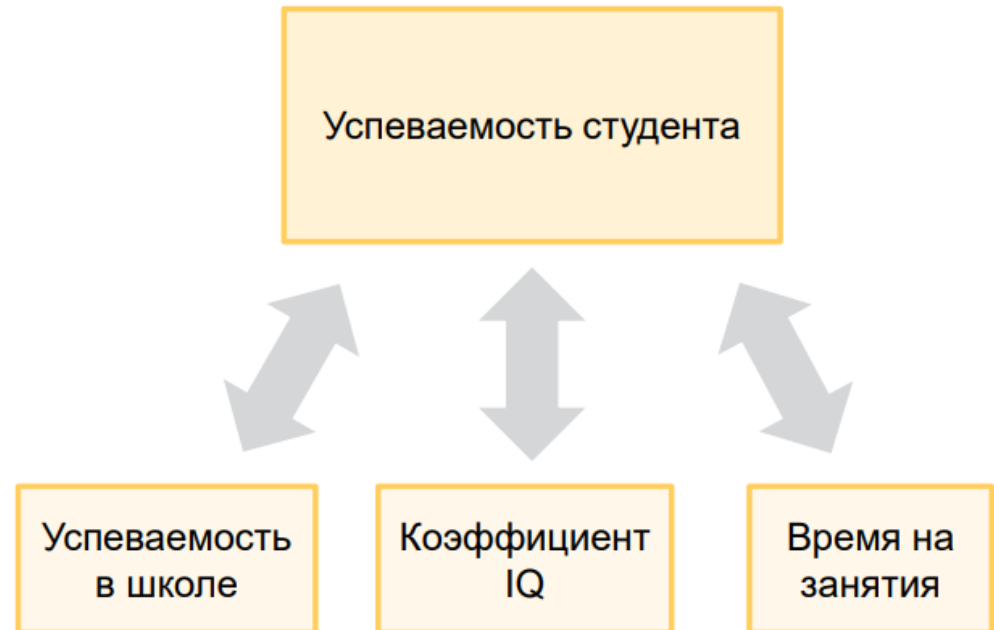 Успеваемость студента
Успеваемость
в школе
Коэффициент
IQ
Время на
занятия